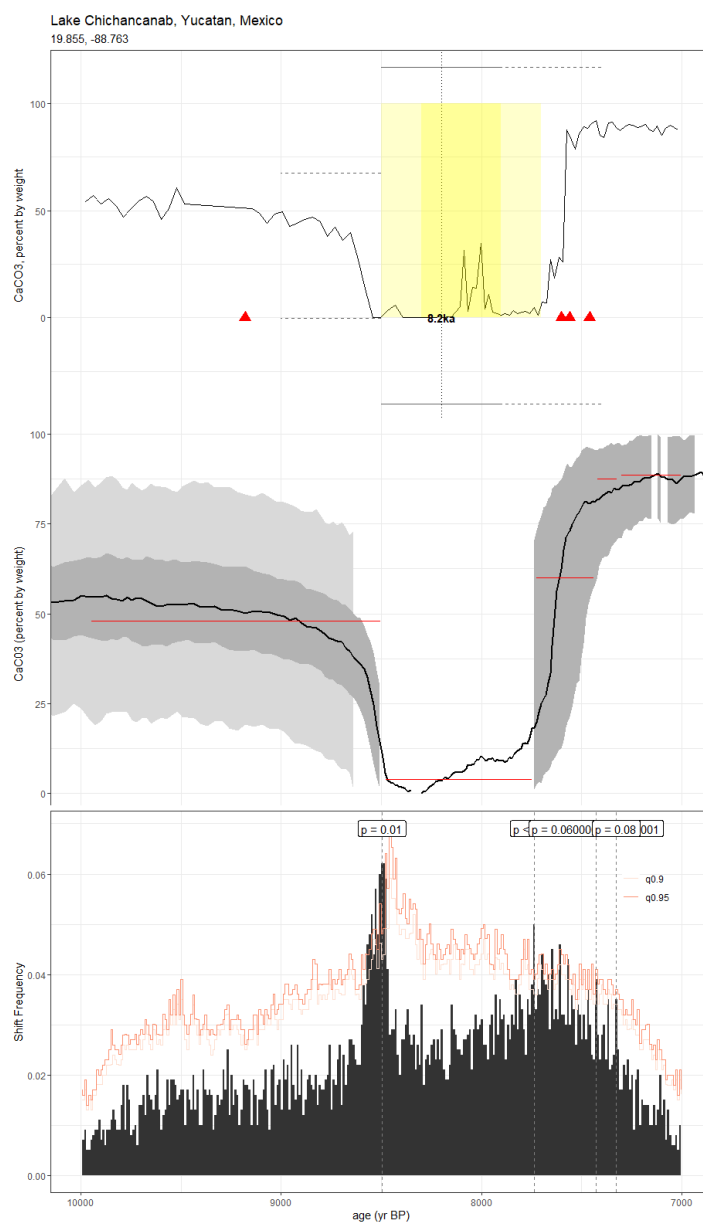 Lake Chichancanab, Yucatan, Mexico
19.855, -88.763
CaCO3, percent by weight
100
50
0
8.2ka
CaC03 (percent by weight)
100
75
50
25
0
Shift Frequency
0.06
0.04
0.02
0.00
p = 0.01
p <
p = 0.06000
p = 0.08
001
q0.9
q0.95
10000
9000
8000
7000
age (yr BP)